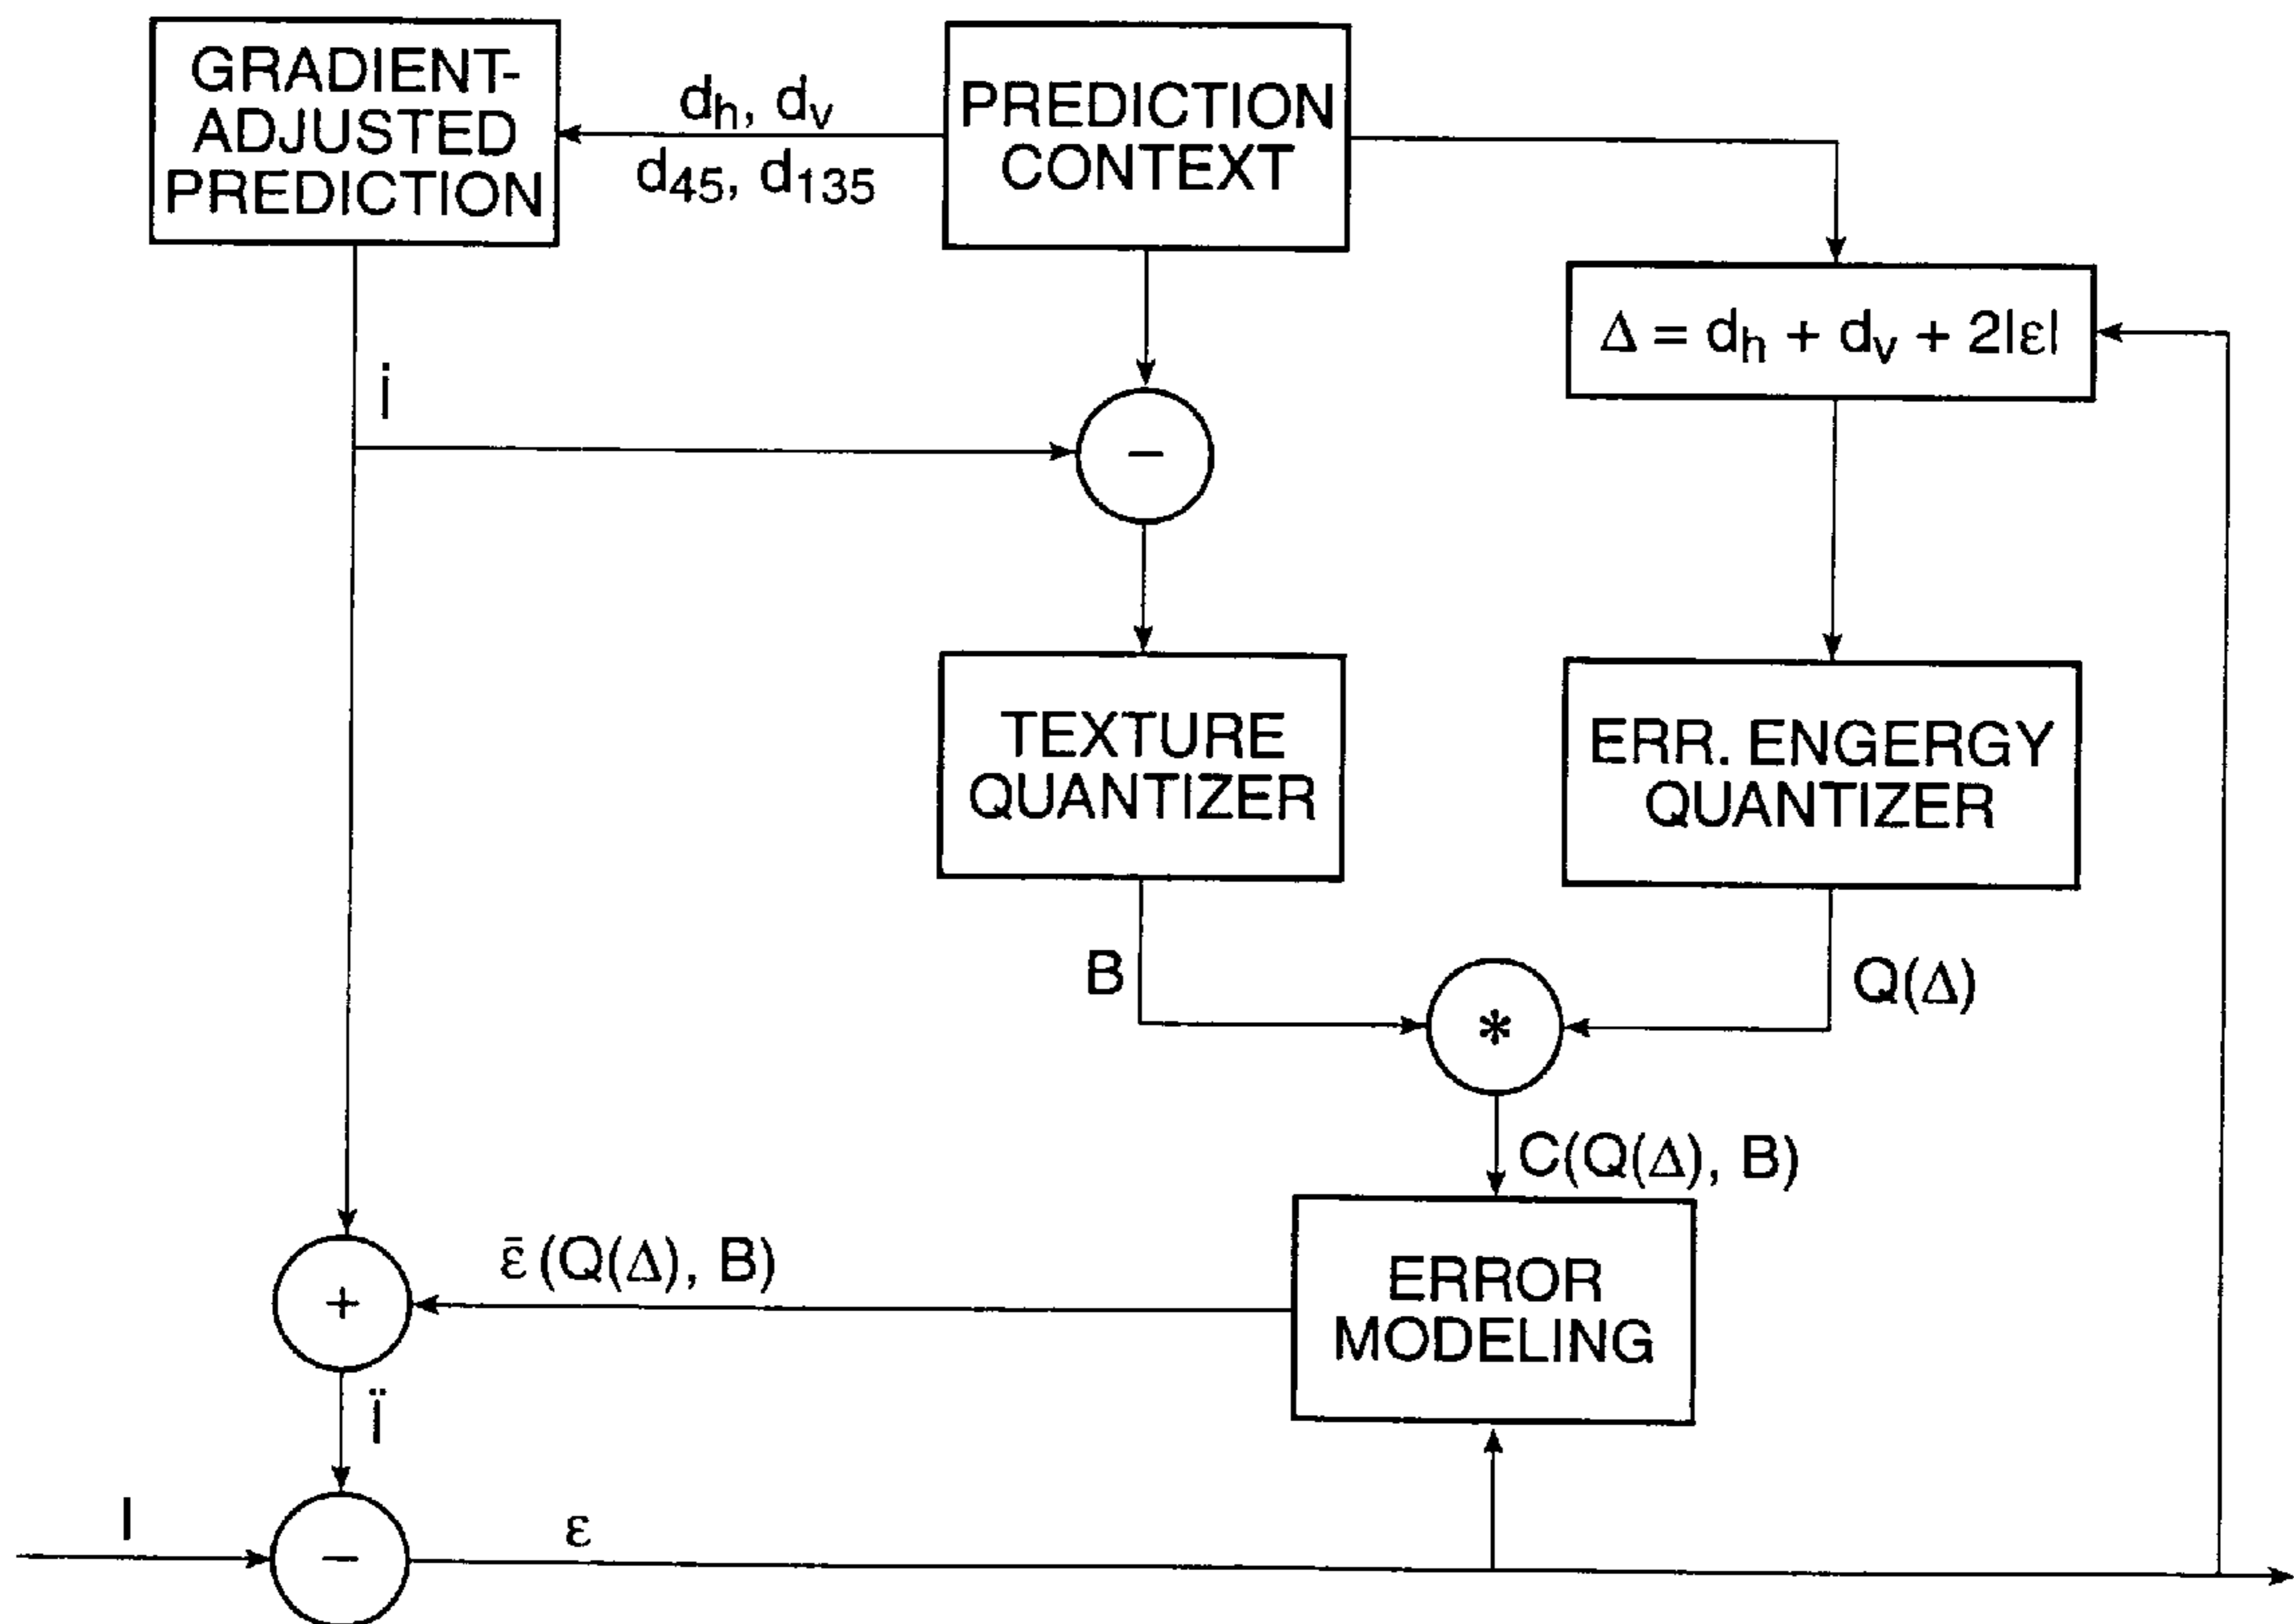 GRADIENT-
ADJUSTED
PREDICTION
dₕ, dᵥ
d₄₅, d₁₃₅
PREDICTION
CONTEXT
Δ = dₕ + dᵥ + 2|ε|
i
−
TEXTURE
QUANTIZER
ERR. ENGERGY
QUANTIZER
B
*
Q(Δ)
C(Q(Δ), B)
ε̄ (Q(Δ), B)
+
ERROR
MODELING
ï
I
−
ε